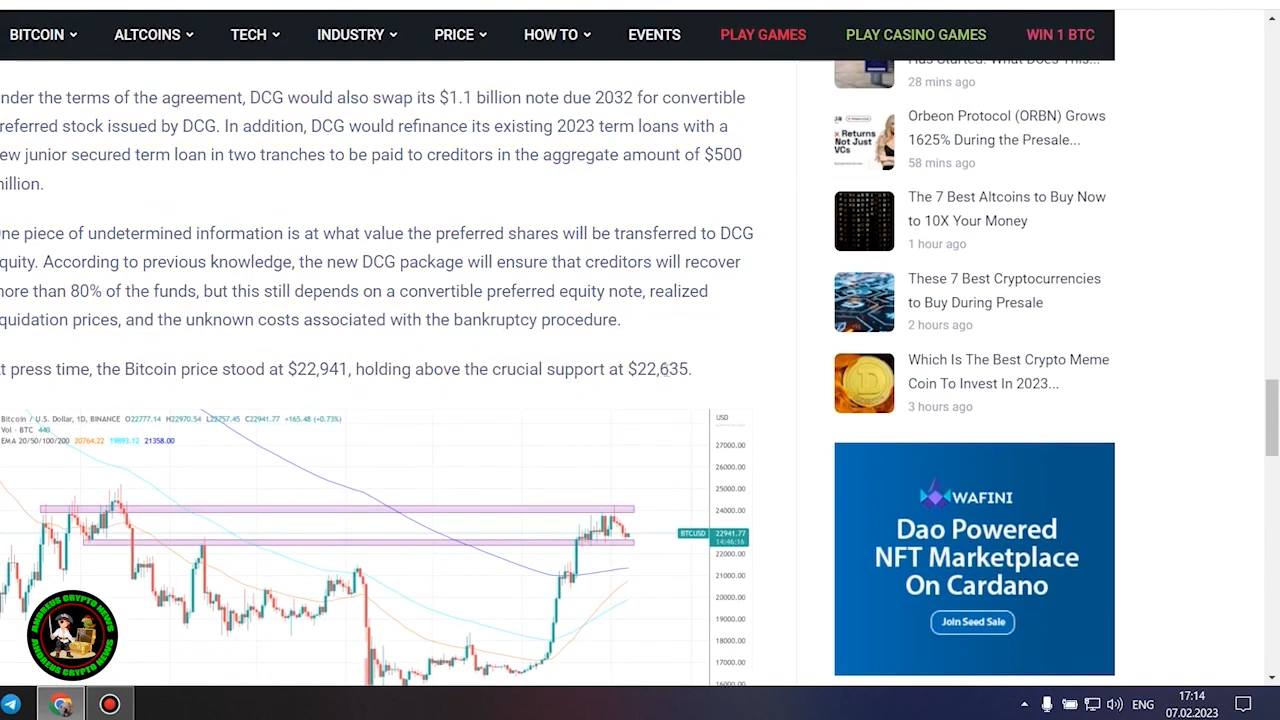 BITCOIN ALTCOINS TECH INDUSTRY PRICE HOW TO EVENTS PLAY GAMES PLAY CASINO GAMES WIN 1 BTC
nder the terms of the agreement, DCG would also swap its $1.1 billion note due 2032 for convertible
referred stock issued by DCG. In addition, DCG would refinance its existing 2023 term loans with a
ew junior secured term loan in two tranches to be paid to creditors in the aggregate amount of $500
illion.
ne piece of undetermined information is at what value the preferred shares will be transferred to DCG
quity. According to previous knowledge, the new DCG package will ensure that creditors will recover
ore than 80% of the funds, but this still depends on a convertible preferred equity note, realized
quidation prices, and the unknown costs associated with the bankruptcy procedure.
t press time, the Bitcoin price stood at $22,941, holding above the crucial support at $22,635.
Bitcoin / U.S. Dollar, 1D, BINANCE O22777.14 H22970.54 L22757.45 C22941.77 +165.48 (+0.73%)
Vol · BTC 440
EMA 20/50/100/200 20764.22 19893.12 21358.00
USD
27000.00
26000.00
25000.00
24000.00
BTCUSD 22941.77
14:46:16
22000.00
21000.00
20000.00
19000.00
18000.00
17000.00
16000.00
Has Started. What Does This...
28 mins ago
Returns
Not Just
VCs
Orbeon Protocol (ORBN) Grows
1625% During the Presale...
58 mins ago
The 7 Best Altcoins to Buy Now
to 10X Your Money
1 hour ago
These 7 Best Cryptocurrencies
to Buy During Presale
2 hours ago
Which Is The Best Crypto Meme
Coin To Invest In 2023...
3 hours ago
WAFINI
Dao Powered
NFT Marketplace
On Cardano
Join Seed Sale
ANDREUS CRYPTO NEWS
ANDREUS CRYPTO NEWS
ENG
17:14
07.02.2023